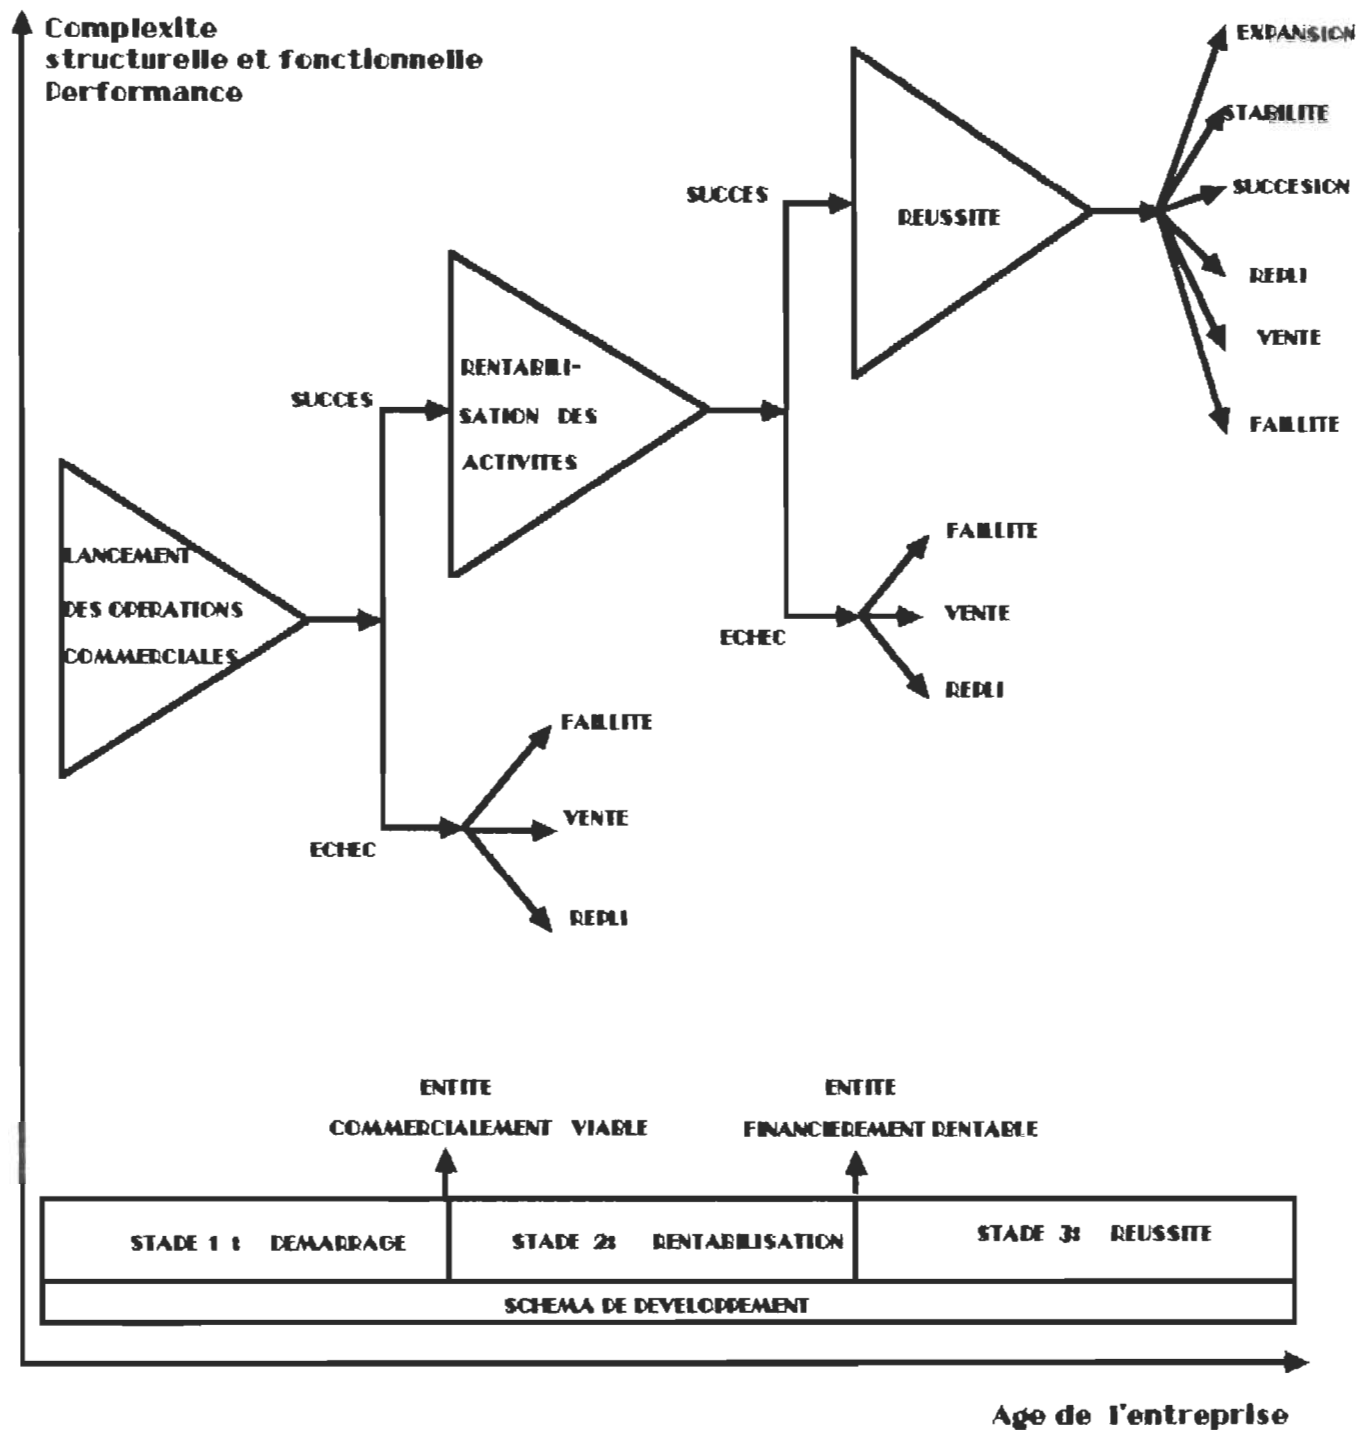 Complexite
structurelle et fonctionnelle
Performance
EXPANSION
STABILITE
SUCCESION
REPLI
VENTE
FAILLITE
SUCCES
REUSSITE
SUCCES
RENTABILI-
SATION DES
ACTIVITES
LANCEMENT
DES OPERATIONS
COMMERCIALES
FAILLITE
VENTE
REPLI
ECHEC
FAILLITE
VENTE
REPLI
ECHEC
ENTITE
COMMERCIALEMENT VIABLE
ENTITE
FINANCIEREMENT RENTABLE
STADE 1 : DEMARRAGE
STADE 2: RENTABILISATION
STADE 3: REUSSITE
SCHEMA DE DEVELOPPEMENT
Age de l'entreprise